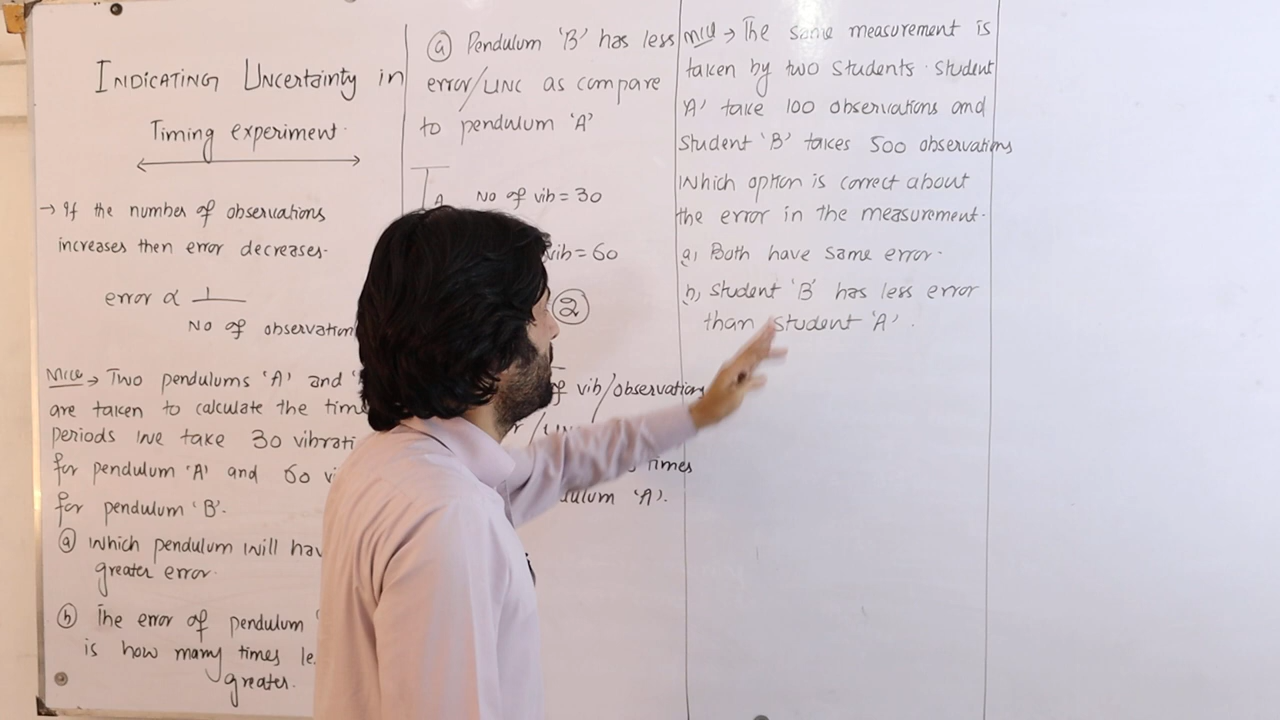 INDICATING UNCERTAINTY in
Timing experiment.
→ If the number of observations
increases then error decreases.
error ∝ 1
No of observation
MCQ → Two pendulums 'A' and '
are taken to calculate the time
periods we take 30 vibrati
for pendulum 'A' and 60 vi
for pendulum 'B'.
(a) which pendulum will hav
greater error.
(b) The error of pendulum '
is how many times le
greater.
(a) Pendulum 'B' has less
error/UNC as compare
to pendulum 'A'
A No of vib = 30
vib = 60
(2)
of vib/observation
times
dulum 'A'.
MCQ → The same measurement is
taken by two students. Student
'A' take 100 observations and
Student 'B' takes 500 observations
which option is correct about
the error in the measurement.
a, Both have same error.
b, Student 'B' has less error
than student 'A'.